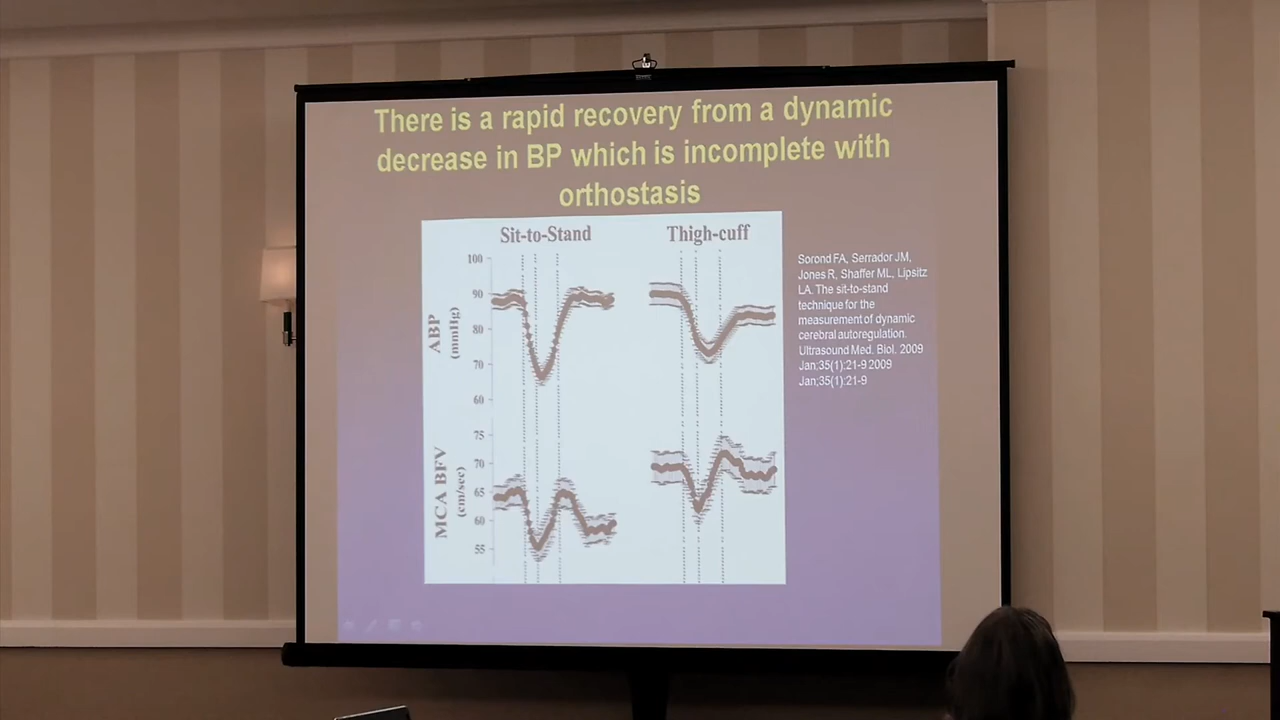 There is a rapid recovery from a dynamic
decrease in BP which is incomplete with
orthostasis
Sit-to-Stand
Thigh-cuff
100
90
80
70
60
ABP
(mmHg)
75
70
65
60
55
MCA BFV
(cm/sec)
Sorond FA, Serrador JM,
Jones R, Shaffer ML, Lipsitz
LA. The sit-to-stand
technique for the
measurement of dynamic
cerebral autoregulation.
Ultrasound Med. Biol. 2009
Jan;35(1):21-9 2009
Jan;35(1):21-9